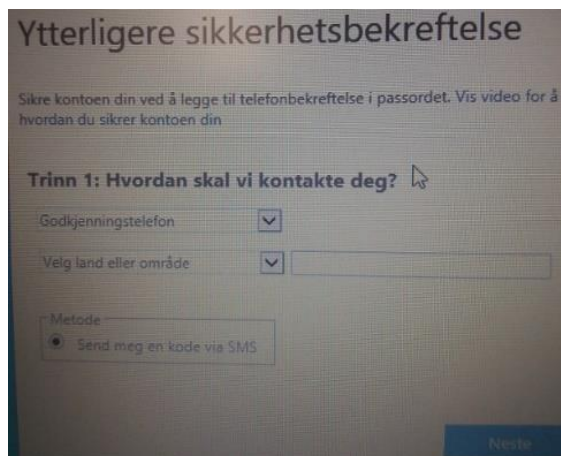 Ytterligere sikkerhetsbekreftelse
Sikre kontoen din ved å legge til telefonbekreftelse i passordet. Vis video for å
hvordan du sikrer kontoen din
Trinn 1: Hvordan skal vi kontakte deg?
Godkjenningstelefon
Velg land eller område
Metode
Send meg en kode via SMS
Neste